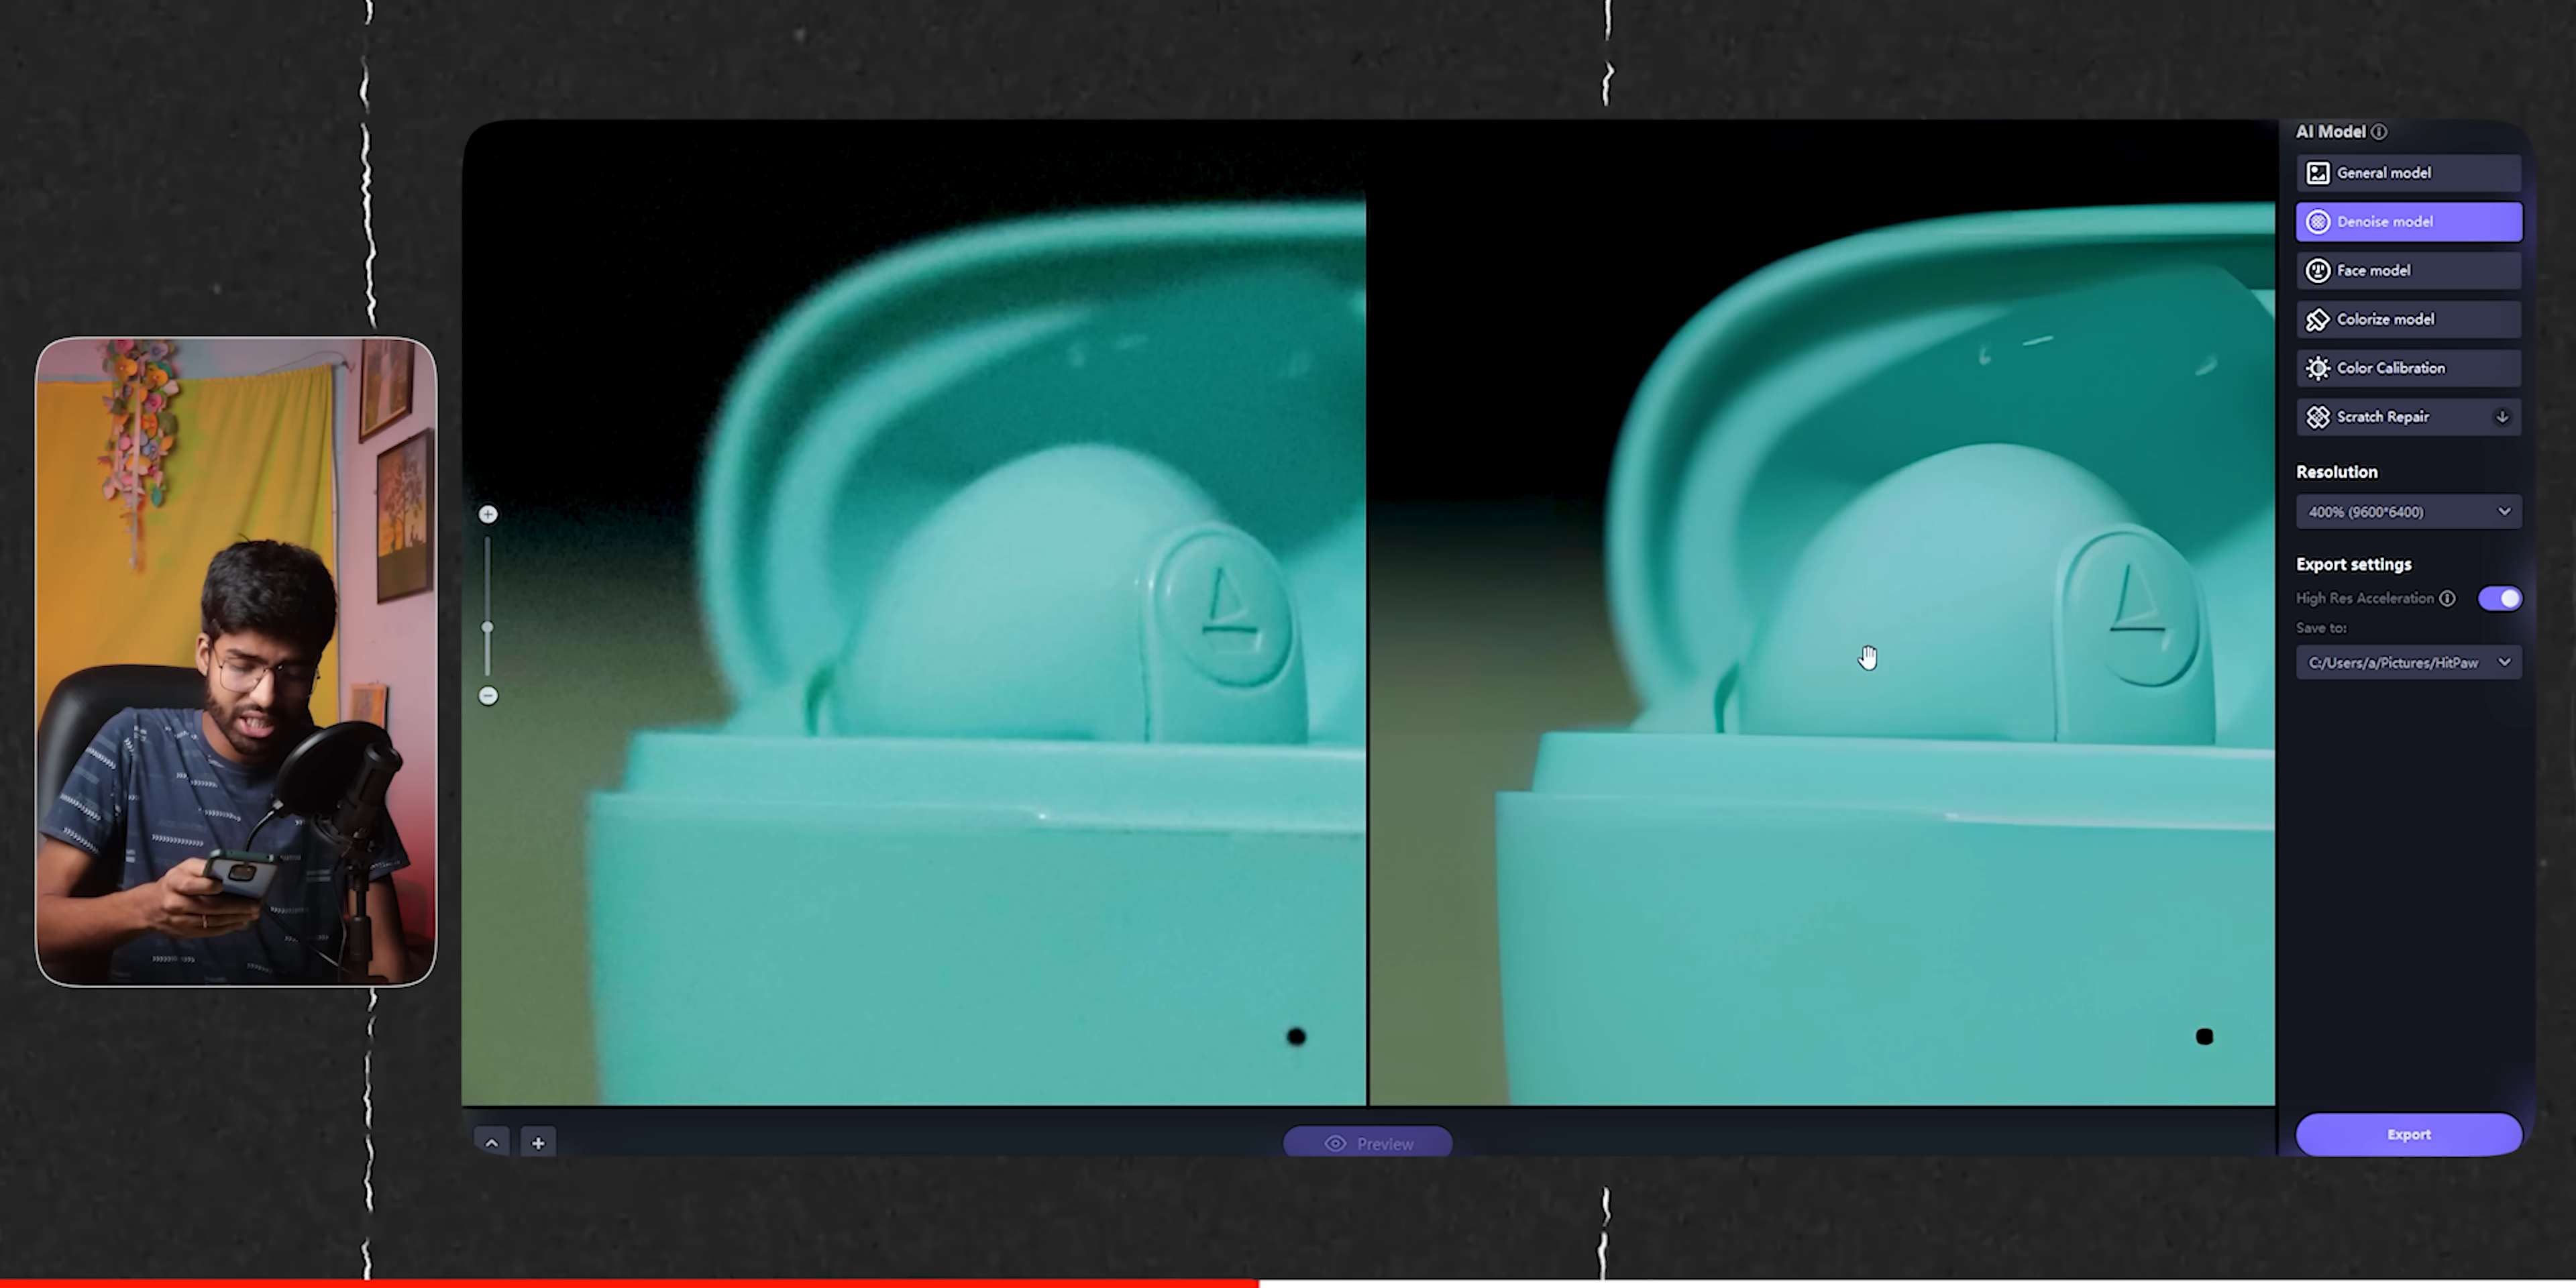 AI Model
General model
Denoise model
Face model
Colorize model
Color Calibration
Scratch Repair
Resolution
400% (9600*6400)
Export settings
High Res Acceleration
Save to:
C:/Users/a/Pictures/HitPaw
Preview
Export